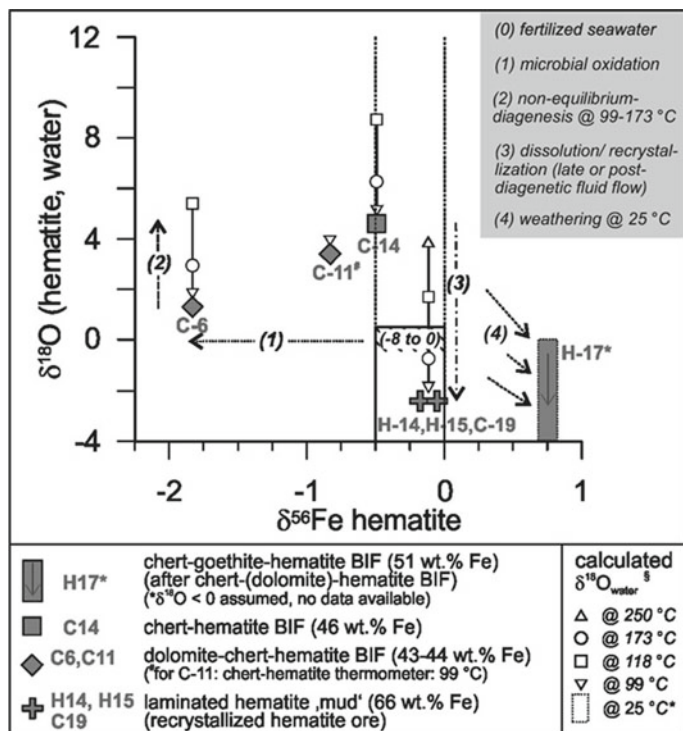 12
8
4
0
-4
δ18O (hematite, water)
(0) fertilized seawater
(1) microbial oxidation
(2) non-equilibrium-
diagenesis @ 99-173 °C
(3) dissolution/ recrystal-
lization (late or post-
diagenetic fluid flow)
(4) weathering @ 25 °C
C-14
C-11#
(2)
C-6
(3)
(1)
(-8 to 0)
(4)
H-17*
H-14,H-15,C-19
-2
-1
0
1
δ56Fe hematite
H17*
chert-goethite-hematite BIF (51 wt.% Fe)
(after chert-(dolomite)-hematite BIF)
(*δ18O < 0 assumed, no data available)
C14
chert-hematite BIF (46 wt.% Fe)
C6,C11
dolomite-chert-hematite BIF (43-44 wt.% Fe)
(#for C-11: chert-hematite thermometer: 99 °C)
H14, H15
C19
laminated hematite ‚mud' (66 wt.% Fe)
(recrystallized hematite ore)
calculated
δ18Owater §
@ 250 °C
@ 173 °C
@ 118 °C
@ 99 °C
@ 25 °C*